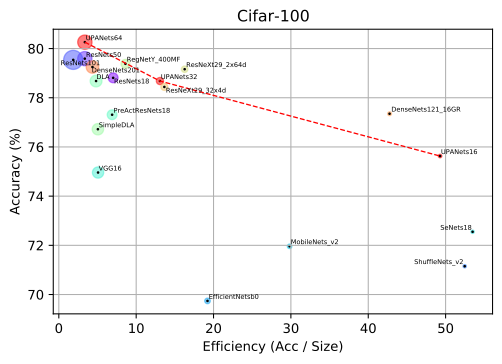 Cifar-100
UPANets64
ResNets50
ResNets101
RegNetY_400MF
DenseNets201
ResNeXt29_2x64d
DLA
ResNets18
UPANets32
ResNeXt29_32x4d
PreActResNets18
DenseNets121_16GR
SimpleDLA
UPANets16
VGG16
SeNets18
MobileNets_v2
ShuffleNets_v2
EfficientNetsb0
80
78
76
74
72
70
Accuracy (%)
0 10 20 30 40 50
Efficiency (Acc / Size)